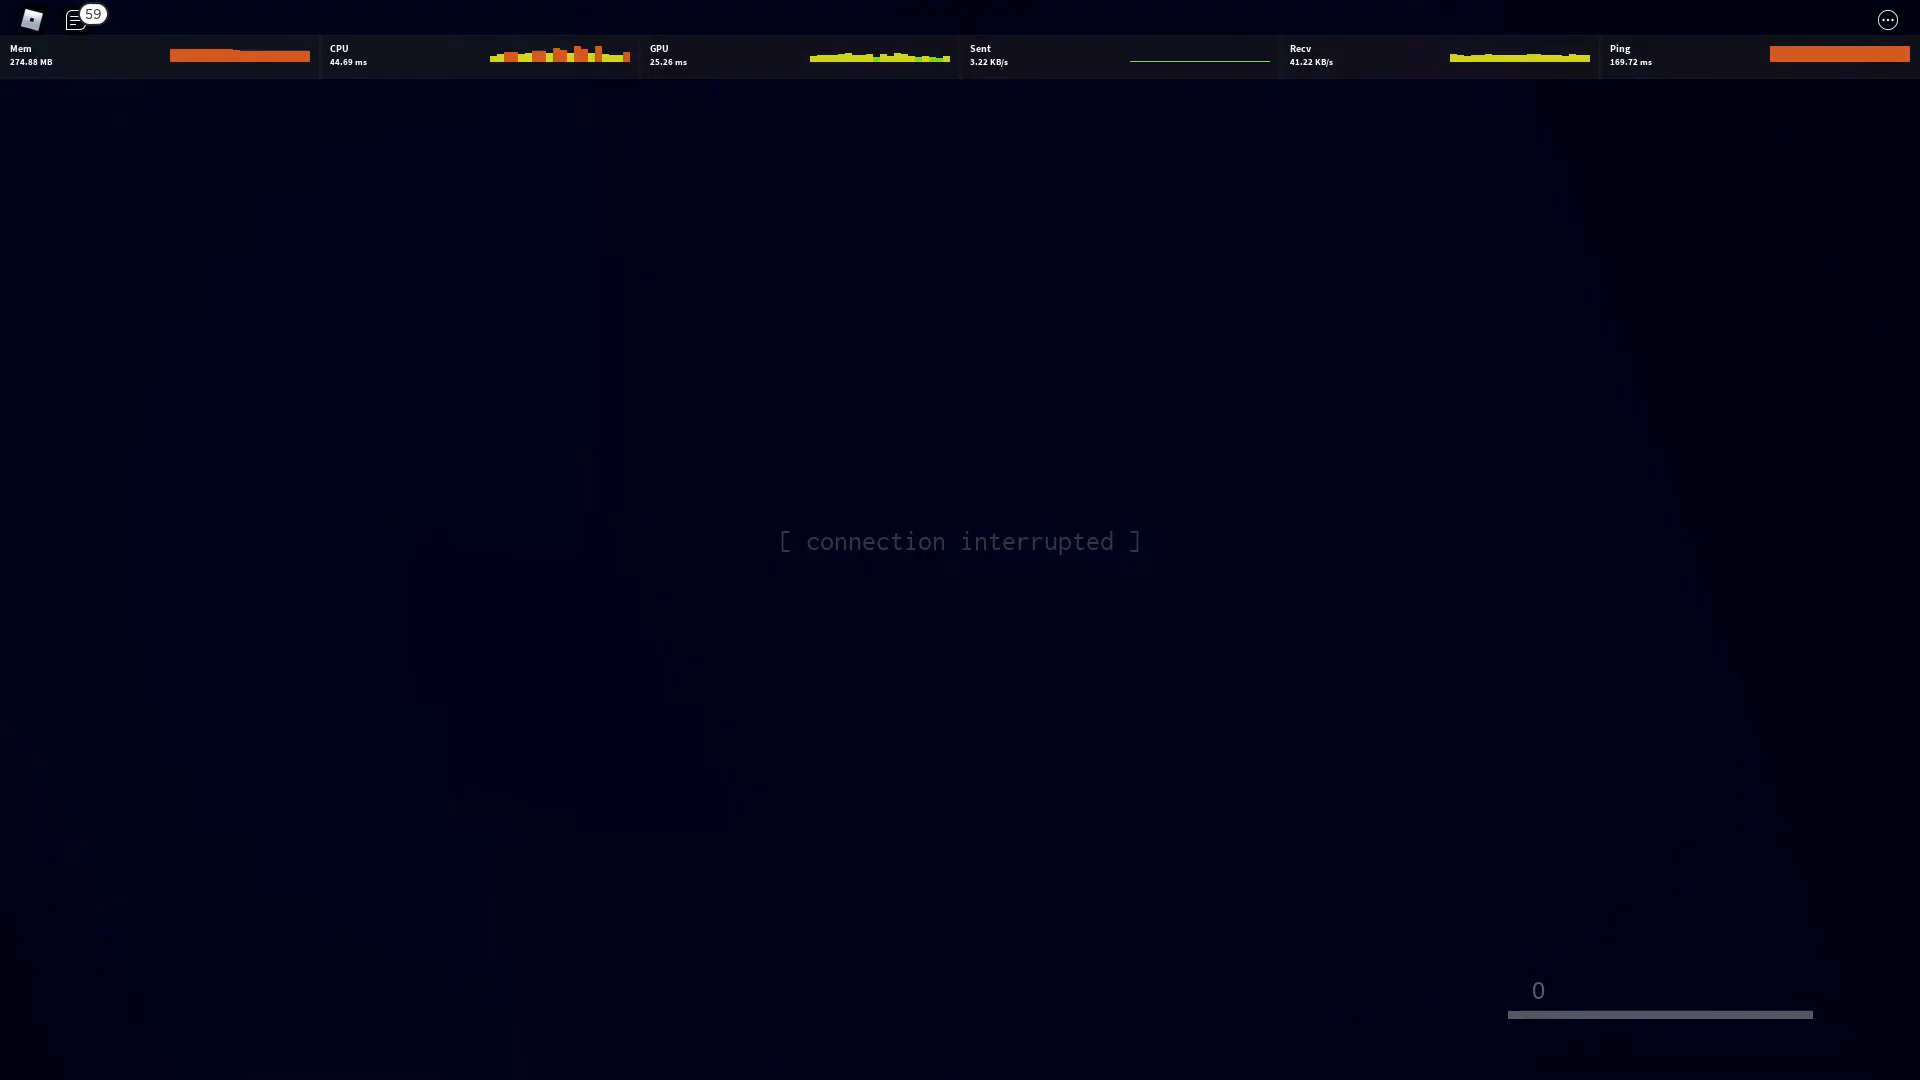 59
Mem
274.88 MB
CPU
44.69 ms
GPU
25.26 ms
Sent
3.22 KB/s
Recv
41.22 KB/s
Ping
169.72 ms
[ connection interrupted ]
0